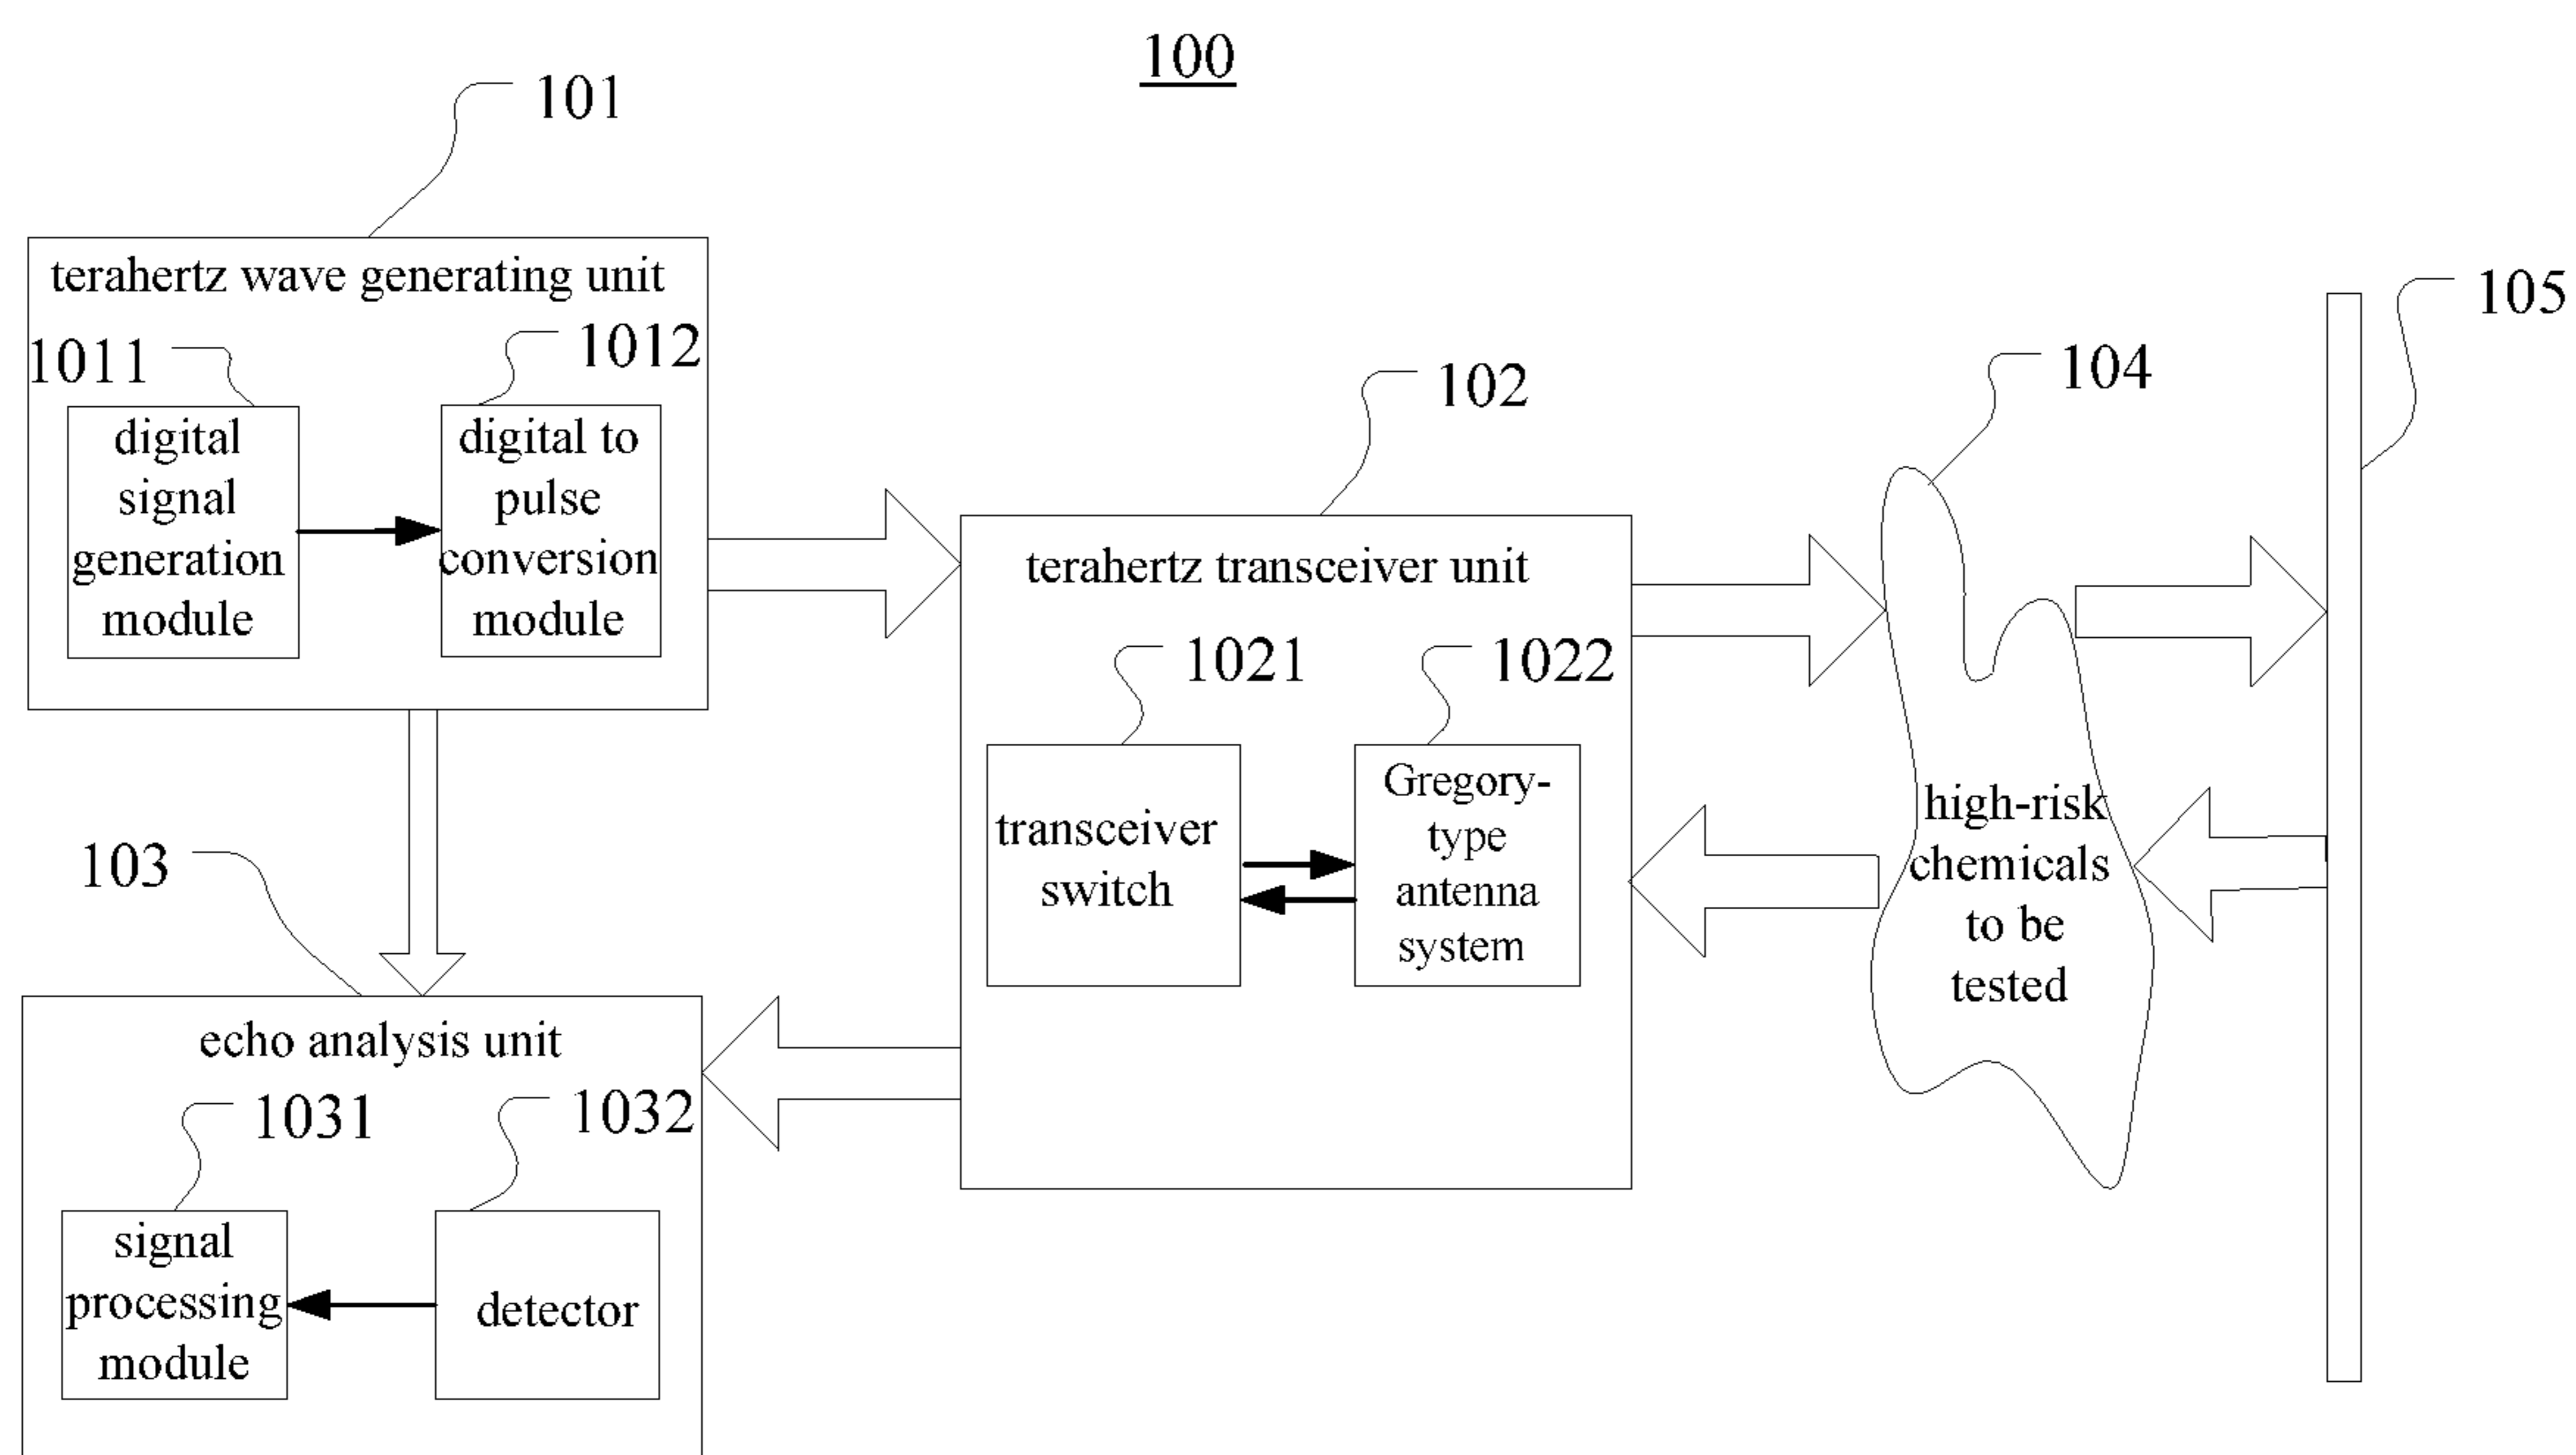 100
101
terahertz wave generating unit
1011
1012
digital
signal
generation
module
digital to
pulse
conversion
module
102
terahertz transceiver unit
1021
1022
transceiver
switch
Gregory-
type
antenna
system
104
high-risk
chemicals
to be
tested
105
103
echo analysis unit
1031
1032
signal
processing
module
detector